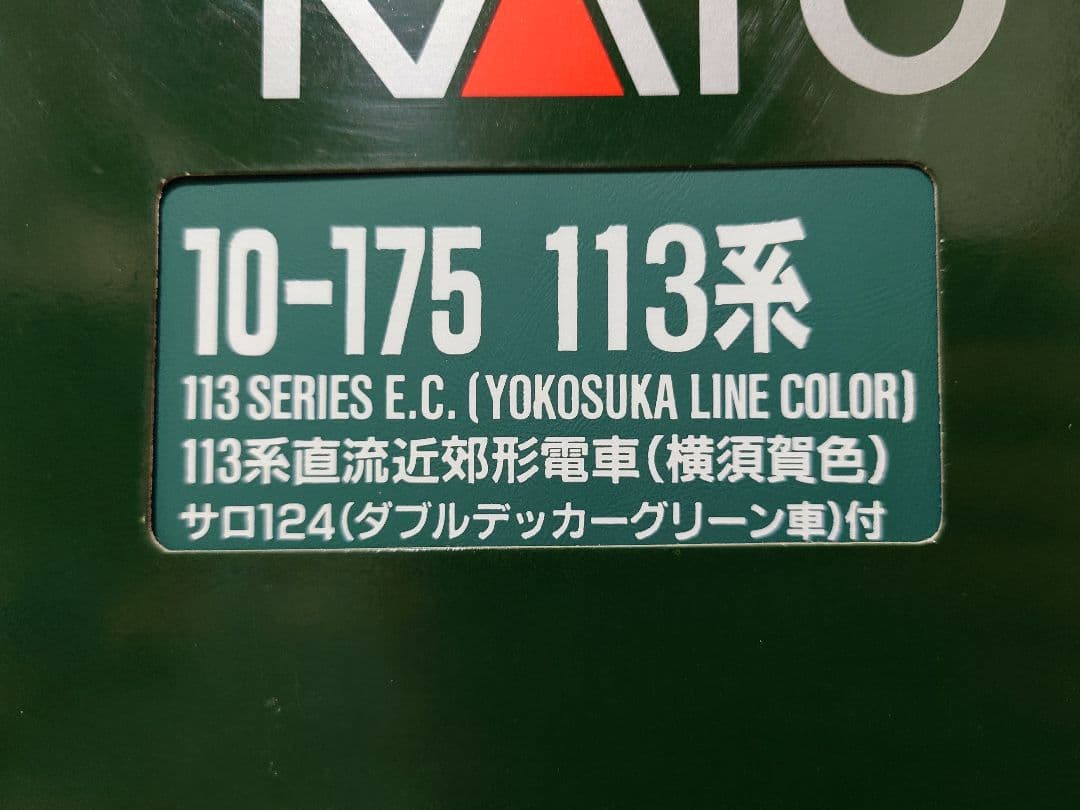 KATO
10-175 113系
113 SERIES E.C. (YOKOSUKA LINE COLOR)
113系直流近郊形電車(横須賀色)
サロ124(ダブルデッカーグリーン車)付